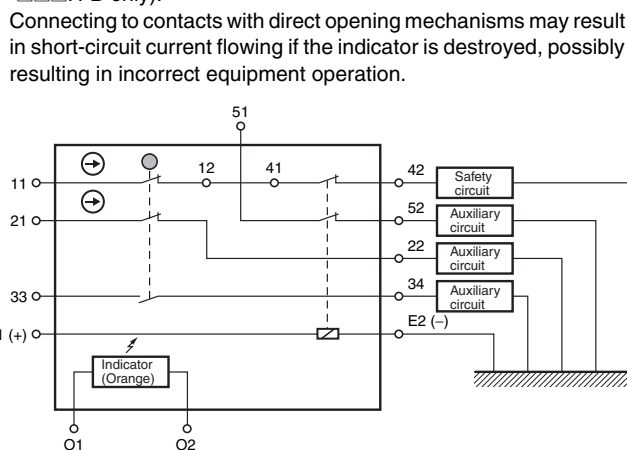 Connecting to contacts with direct opening mechanisms may result
in short-circuit current flowing if the indicator is destroyed, possibly
resulting in incorrect equipment operation.
51
11
12
41
42
Safety
circuit
21
52
Auxiliary
circuit
22
Auxiliary
circuit
33
34
Auxiliary
circuit
(+)
E2 (−)
Indicator
(Orange)
O1
O2